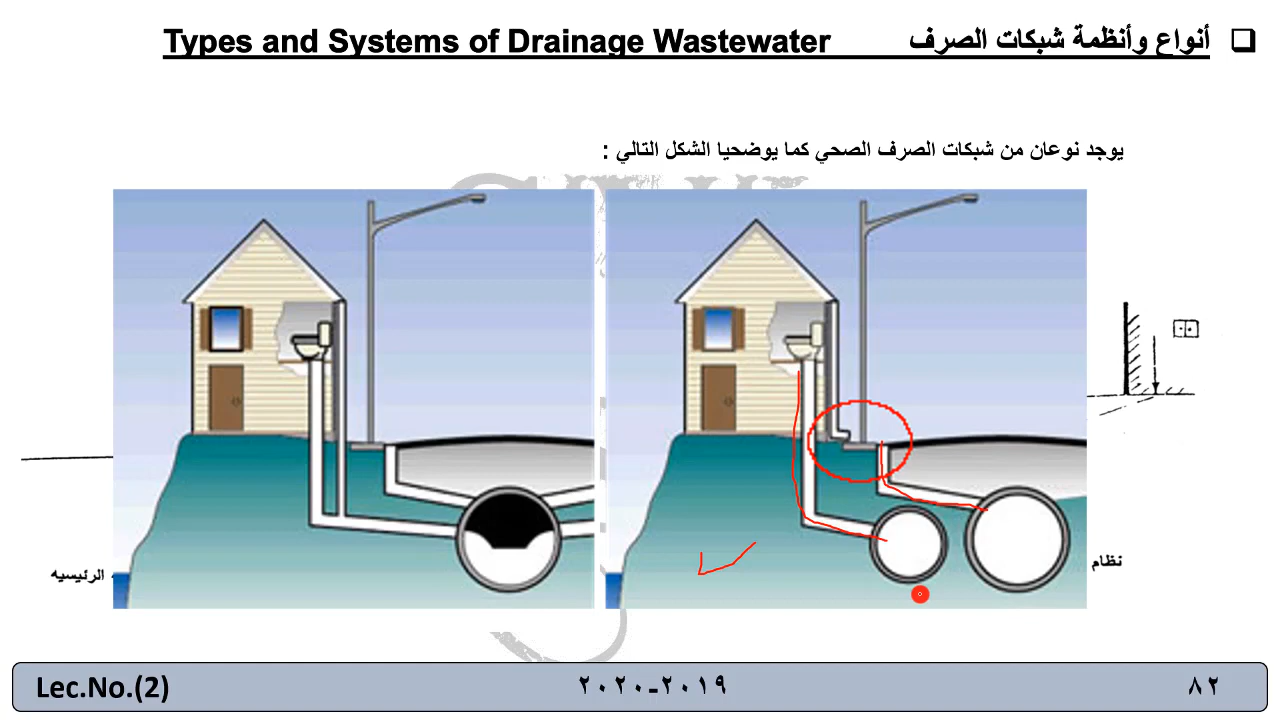 ❑ أنواع وأنظمة شبكات الصرف Types and Systems of Drainage Wastewater
يوجد نوعان من شبكات الصرف الصحي كما يوضحيا الشكل التالي :
نظام
الرئيسيه
Lec.No.(2) ٢٠٢٠-٢٠١٩ ٨٢